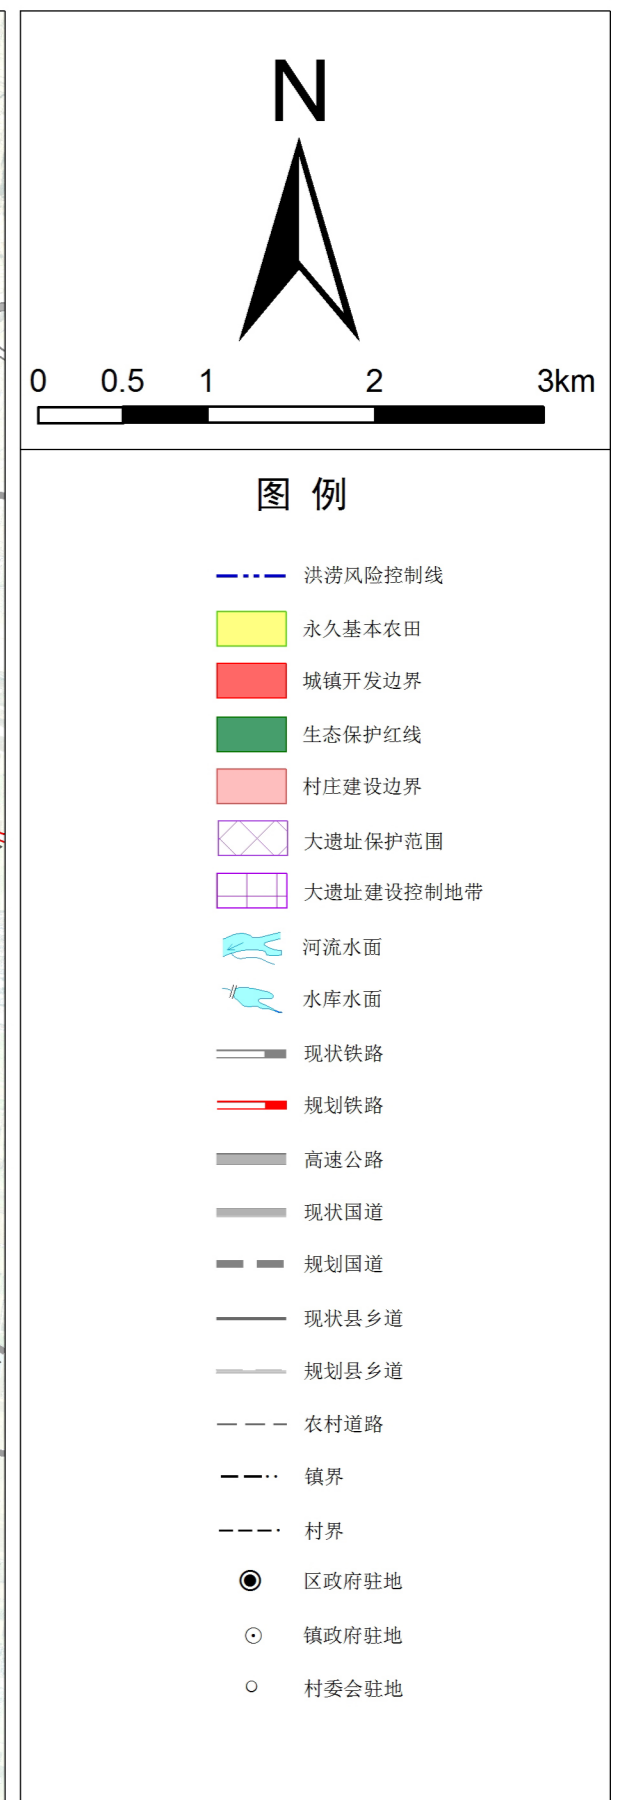 N
0 0.5 1 2 3km
图 例
洪涝风险控制线
永久基本农田
城镇开发边界
生态保护红线
村庄建设边界
大遗址保护范围
大遗址建设控制地带
河流水面
水库水面
现状铁路
规划铁路
高速公路
现状国道
规划国道
现状县乡道
规划县乡道
农村道路
镇界
村界
区政府驻地
镇政府驻地
村委会驻地